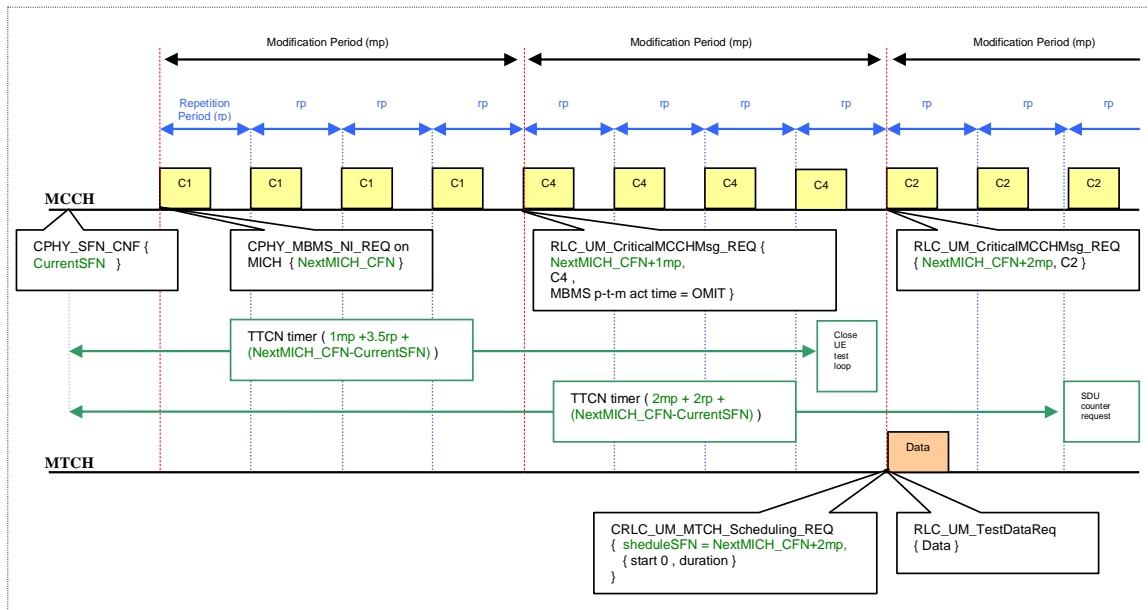 Modification Period (mp)
Modification Period (mp)
Modification Period (mp)
Repetition
Period (rp)
rp
rp
rp
rp
rp
rp
rp
rp
rp
rp
C1
C1
C1
C1
C4
C4
C4
C4
C2
C2
C2
MCCH
CPHY_SFN_CNF {
CurrentSFN }
CPHY_MBMS_NI_REQ on
MICH { NextMICH_CFN }
RLC_UM_CriticalMCCHMsg_REQ {
NextMICH_CFN+1mp,
C4 ,
MBMS p-t-m act time = OMIT }
RLC_UM_CriticalMCCHMsg_REQ
{ NextMICH_CFN+2mp, C2 }
TTCN timer ( 1mp +3.5rp +
(NextMICH_CFN-CurrentSFN) )
Close
UE
test
loop
TTCN timer ( 2mp + 2rp +
(NextMICH_CFN-CurrentSFN) )
SDU
counter
request
Data
MTCH
CRLC_UM_MTCH_Scheduling_REQ
{ sheduleSFN = NextMICH_CFN+2mp,
{ start 0 , duration }
}
RLC_UM_TestDataReq
{ Data }